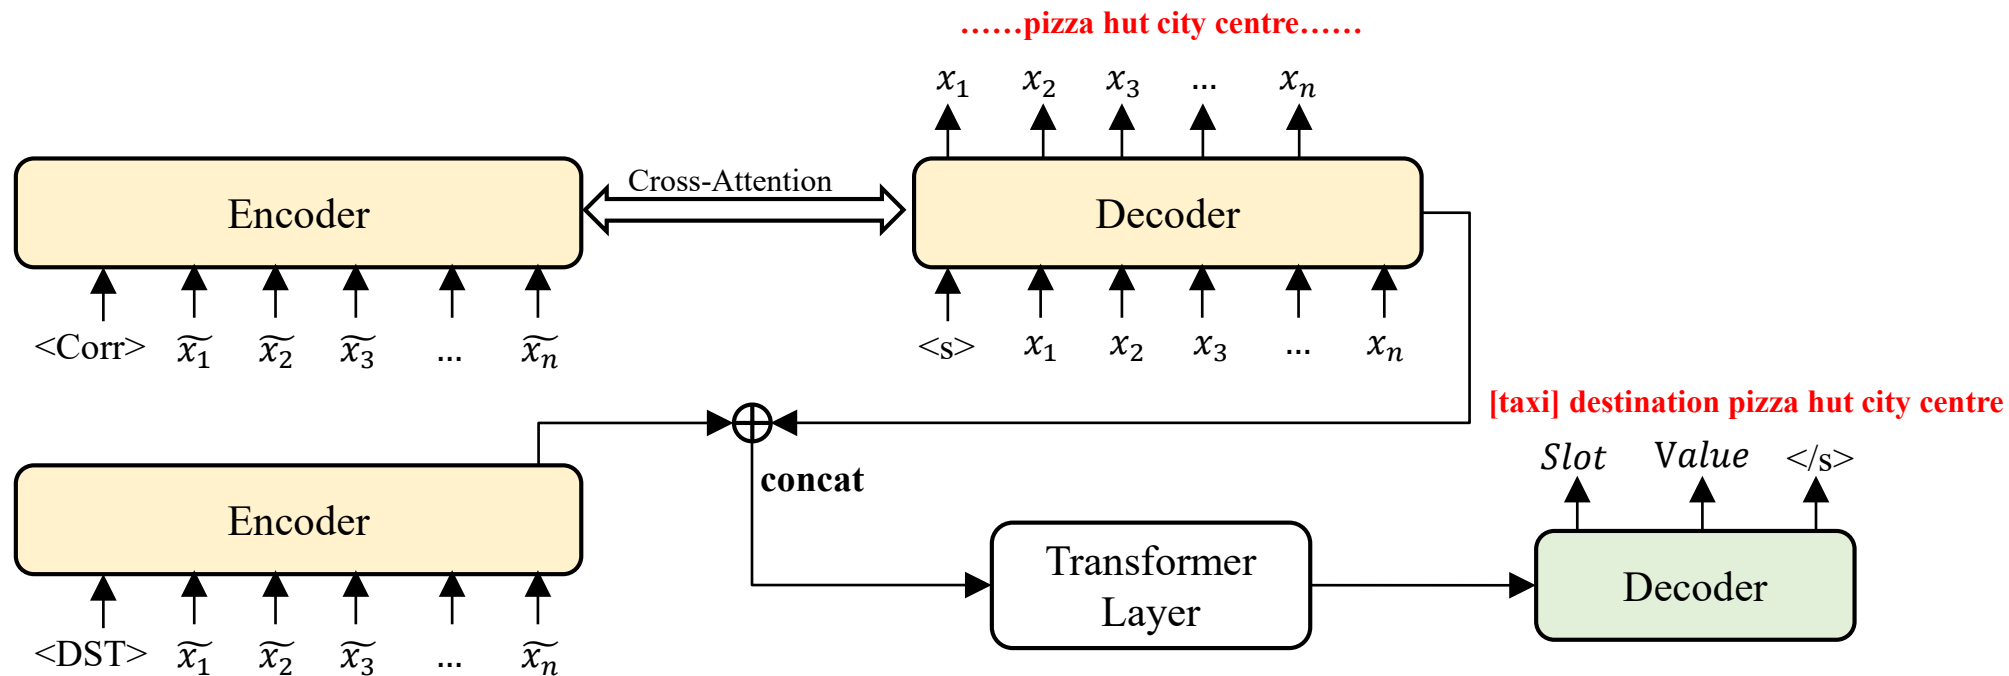 ……pizza hut city centre……
x₁ x₂ x₃ ... xₙ
Cross-Attention
Encoder
Decoder
<Corr> x̃₁ x̃₂ x̃₃ ... x̃ₙ
<s> x₁ x₂ x₃ ... xₙ
[taxi] destination pizza hut city centre
Slot Value </s>
concat
Encoder
Transformer
Layer
Decoder
<DST> x̃₁ x̃₂ x̃₃ ... x̃ₙ